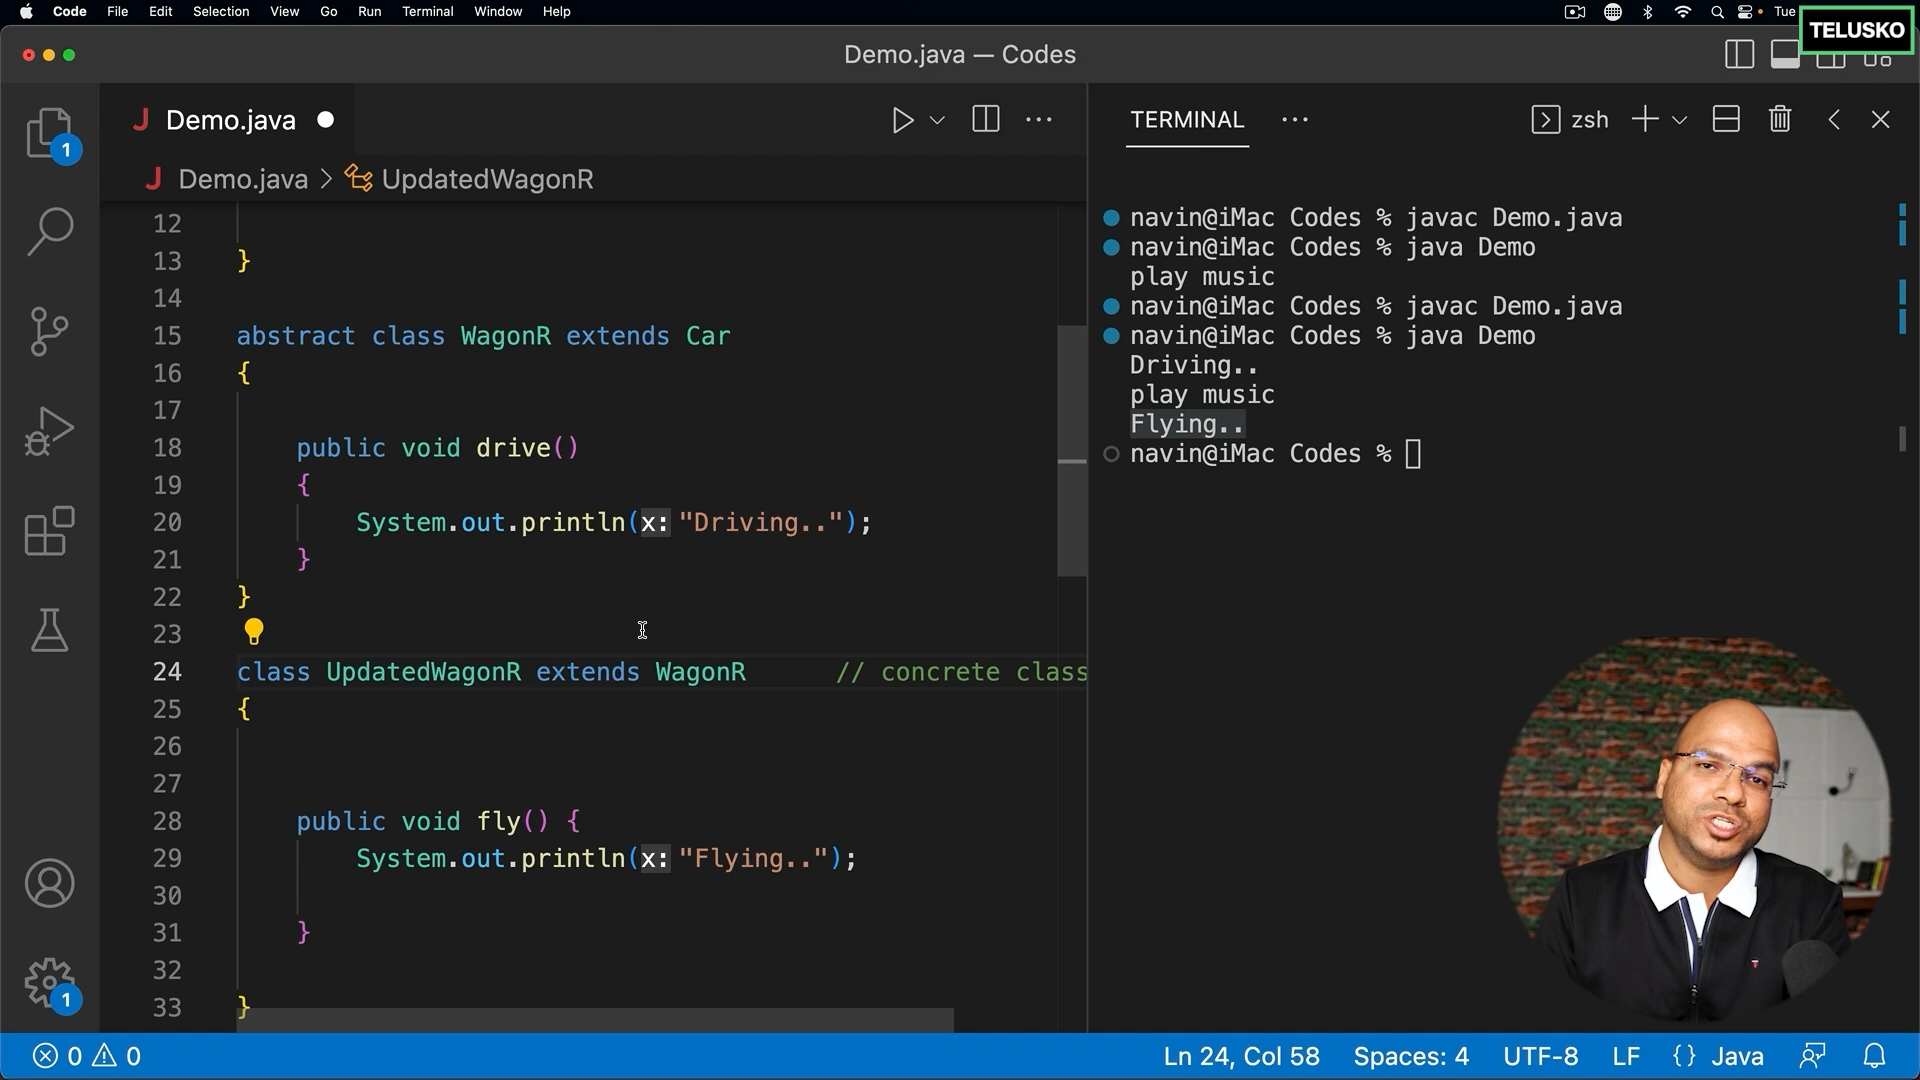 Code File Edit Selection View Go Run Terminal Window Help Tue
TELUSKO
Demo.java — Codes
1
J Demo.java
J Demo.java > UpdatedWagonR
12
13 }
14
15 abstract class WagonR extends Car
16 {
17
18 public void drive()
19 {
20 System.out.println(x: "Driving..");
21 }
22 }
23
24 class UpdatedWagonR extends WagonR // concrete class
25 {
26
27
28 public void fly() {
29 System.out.println(x: "Flying..");
30
31 }
32
33 }
1
TERMINAL ··· zsh
navin@iMac Codes % javac Demo.java
navin@iMac Codes % java Demo
play music
navin@iMac Codes % javac Demo.java
navin@iMac Codes % java Demo
Driving..
play music
Flying..
navin@iMac Codes %
0 0 Ln 24, Col 58 Spaces: 4 UTF-8 LF {} Java